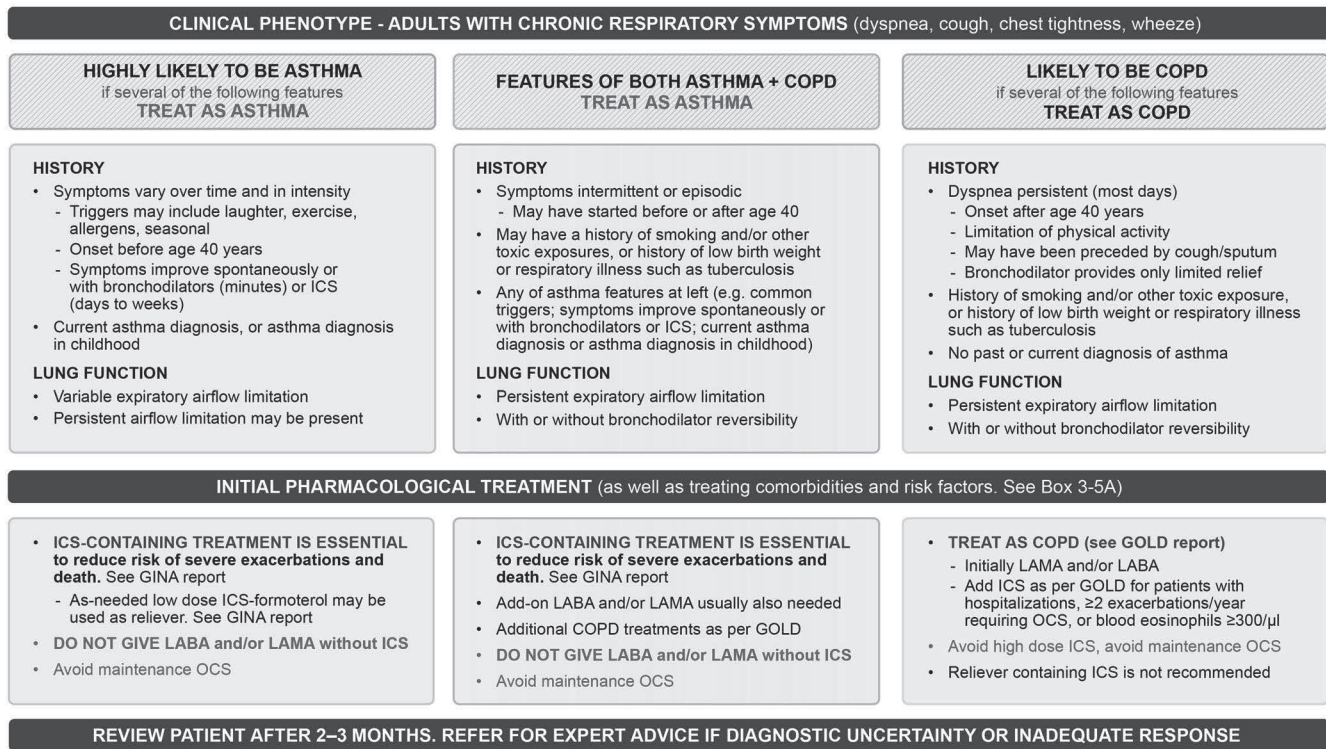 CLINICAL PHENOTYPE - ADULTS WITH CHRONIC RESPIRATORY SYMPTOMS (dyspnea, cough, chest tightness, wheeze)
HIGHLY LIKELY TO BE ASTHMA
if several of the following features
TREAT AS ASTHMA
FEATURES OF BOTH ASTHMA + COPD
TREAT AS ASTHMA
LIKELY TO BE COPD
if several of the following features
TREAT AS COPD
HISTORY
• Symptoms vary over time and in intensity
- Triggers may include laughter, exercise,
allergens, seasonal
- Onset before age 40 years
- Symptoms improve spontaneously or
with bronchodilators (minutes) or ICS
(days to weeks)
• Current asthma diagnosis, or asthma diagnosis
in childhood
LUNG FUNCTION
• Variable expiratory airflow limitation
• Persistent airflow limitation may be present
HISTORY
• Symptoms intermittent or episodic
- May have started before or after age 40
• May have a history of smoking and/or other
toxic exposures, or history of low birth weight
or respiratory illness such as tuberculosis
• Any of asthma features at left (e.g. common
triggers; symptoms improve spontaneously or
with bronchodilators or ICS; current asthma
diagnosis or asthma diagnosis in childhood)
LUNG FUNCTION
• Persistent expiratory airflow limitation
• With or without bronchodilator reversibility
HISTORY
• Dyspnea persistent (most days)
- Onset after age 40 years
- Limitation of physical activity
- May have been preceded by cough/sputum
- Bronchodilator provides only limited relief
• History of smoking and/or other toxic exposure,
or history of low birth weight or respiratory illness
such as tuberculosis
• No past or current diagnosis of asthma
LUNG FUNCTION
• Persistent expiratory airflow limitation
• With or without bronchodilator reversibility
INITIAL PHARMACOLOGICAL TREATMENT (as well as treating comorbidities and risk factors. See Box 3-5A)
• ICS-CONTAINING TREATMENT IS ESSENTIAL
to reduce risk of severe exacerbations and
death. See GINA report
- As-needed low dose ICS-formoterol may be
used as reliever. See GINA report
• DO NOT GIVE LABA and/or LAMA without ICS
• Avoid maintenance OCS
• ICS-CONTAINING TREATMENT IS ESSENTIAL
to reduce risk of severe exacerbations and
death. See GINA report
• Add-on LABA and/or LAMA usually also needed
• Additional COPD treatments as per GOLD
• DO NOT GIVE LABA and/or LAMA without ICS
• Avoid maintenance OCS
• TREAT AS COPD (see GOLD report)
- Initially LAMA and/or LABA
- Add ICS as per GOLD for patients with
hospitalizations, ≥2 exacerbations/year
requiring OCS, or blood eosinophils ≥300/µl
• Avoid high dose ICS, avoid maintenance OCS
• Reliever containing ICS is not recommended
REVIEW PATIENT AFTER 2–3 MONTHS. REFER FOR EXPERT ADVICE IF DIAGNOSTIC UNCERTAINTY OR INADEQUATE RESPONSE